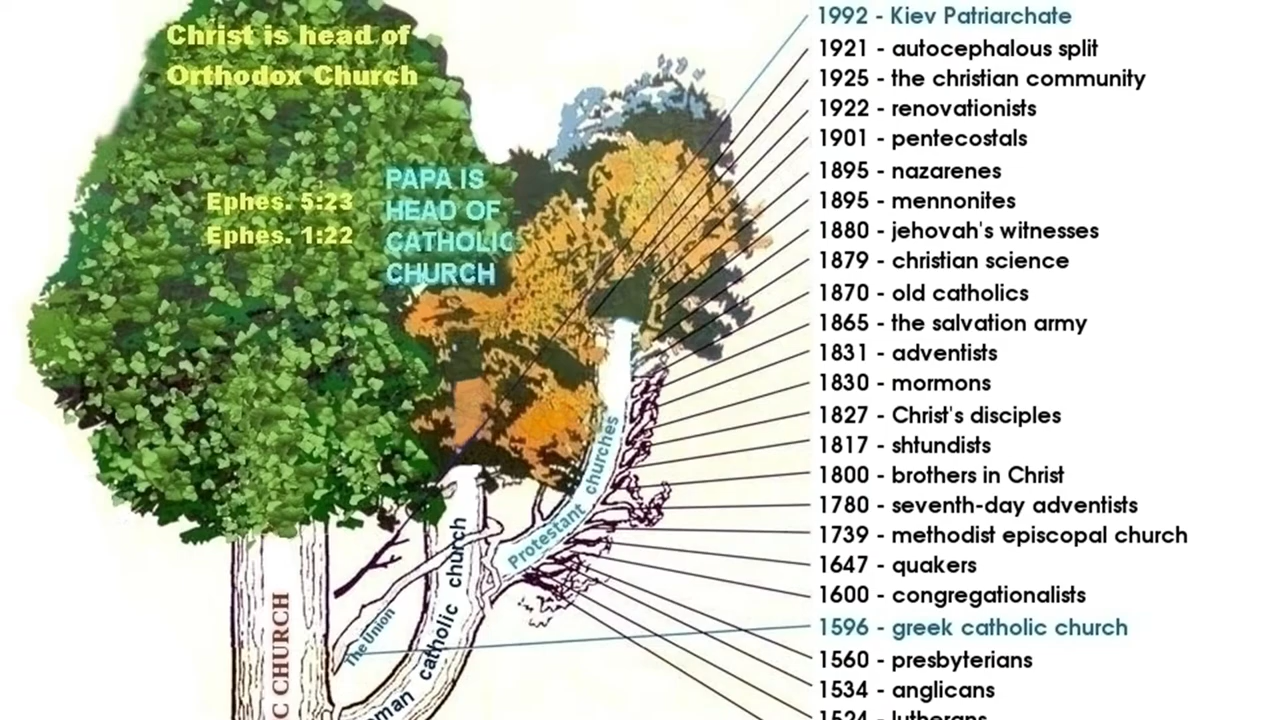 Christ is head of
Orthodox Church
Ephes. 5:23
Ephes. 1:22
PAPA IS
HEAD OF
CATHOLIC
CHURCH
C CHURCH
The Union
oman catholic church
Protestant churches
1992 - Kiev Patriarchate
1921 - autocephalous split
1925 - the christian community
1922 - renovationists
1901 - pentecostals
1895 - nazarenes
1895 - mennonites
1880 - jehovah's witnesses
1879 - christian science
1870 - old catholics
1865 - the salvation army
1831 - adventists
1830 - mormons
1827 - Christ's disciples
1817 - shtundists
1800 - brothers in Christ
1780 - seventh-day adventists
1739 - methodist episcopal church
1647 - quakers
1600 - congregationalists
1596 - greek catholic church
1560 - presbyterians
1534 - anglicans
1524 - lutherans